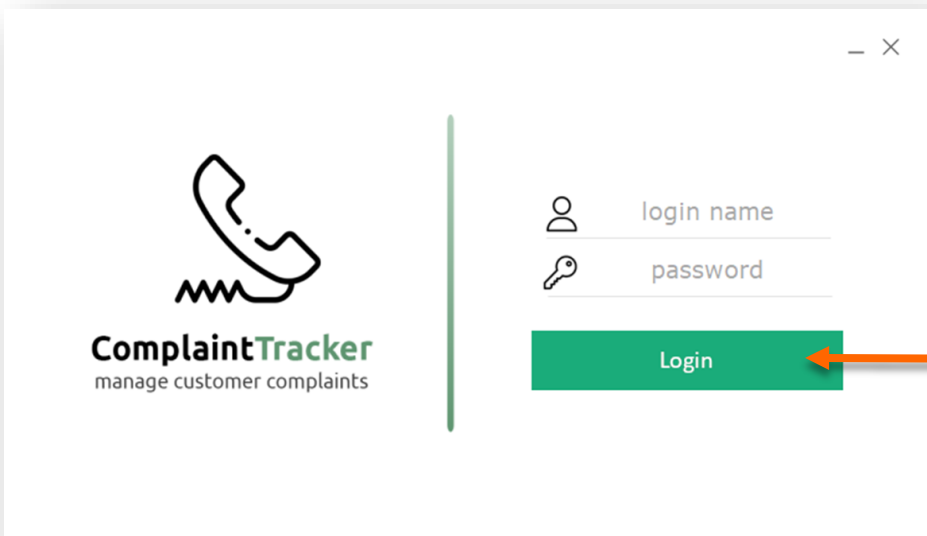 ComplaintTracker
manage customer complaints
login name
password
Login